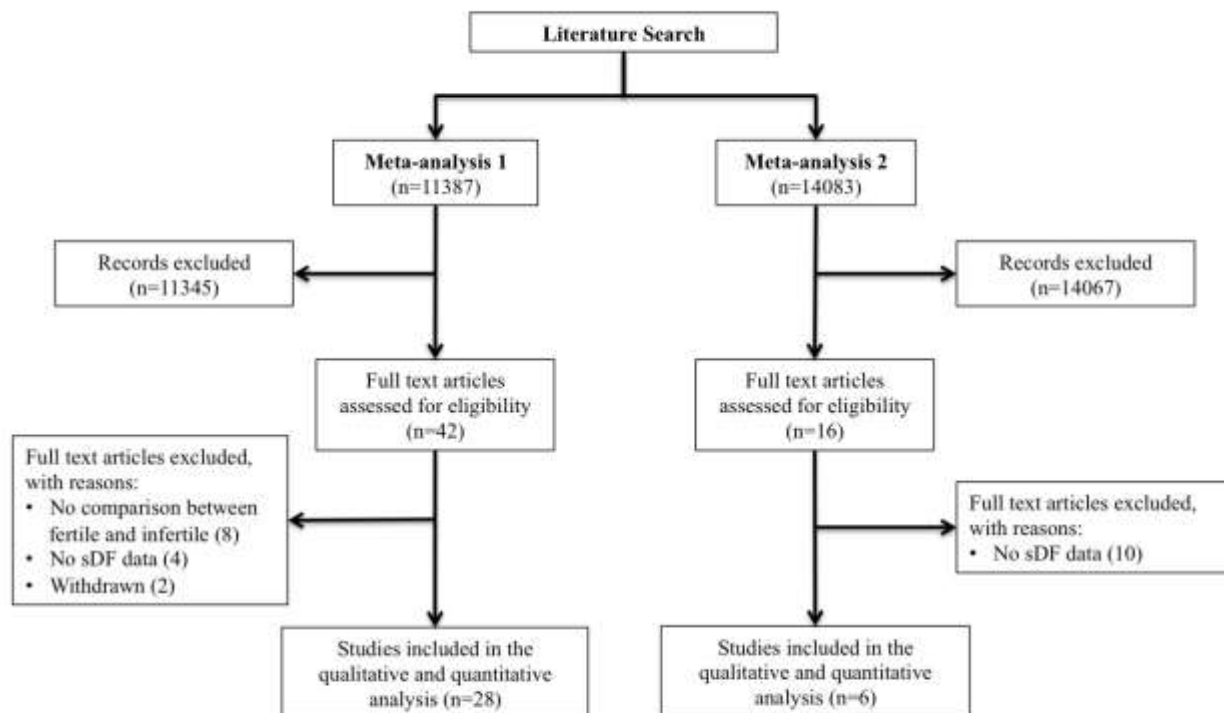 Literature Search
Meta-analysis 1
(n=11387)
Meta-analysis 2
(n=14083)
Records excluded
(n=11345)
Records excluded
(n=14067)
Full text articles
assessed for eligibility
(n=42)
Full text articles
assessed for eligibility
(n=16)
Full text articles excluded,
with reasons:
• No comparison between
fertile and infertile (8)
• No sDF data (4)
• Withdrawn (2)
Full text articles excluded,
with reasons:
• No sDF data (10)
Studies included in the
qualitative and quantitative
analysis (n=28)
Studies included in the
qualitative and quantitative
analysis (n=6)